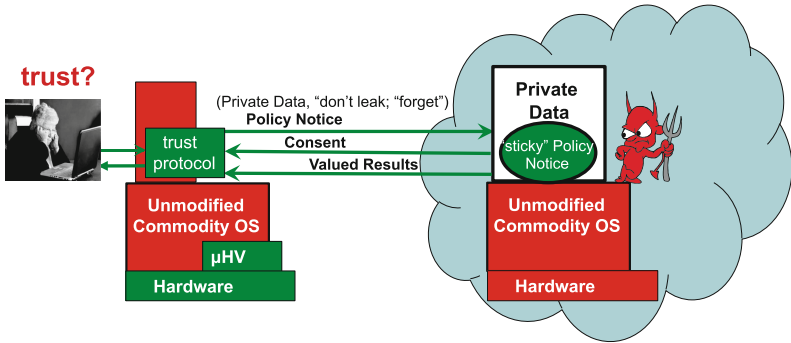 trust?
(Private Data, “don’t leak; “forget”)
Policy Notice
Consent
Valued Results
trust
protocol
Unmodified
Commodity OS
µHV
Hardware
Private
Data
“sticky” Policy
Notice
Unmodified
Commodity OS
Hardware